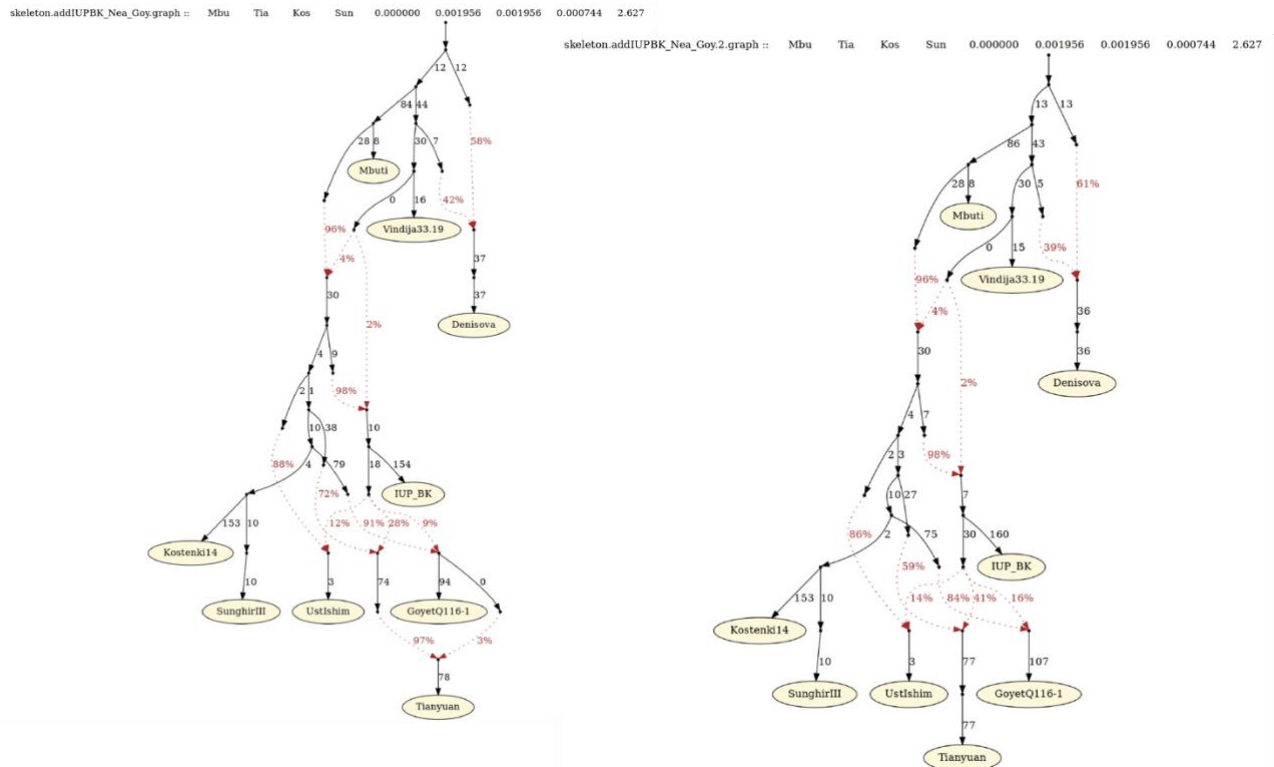 skeleton.addIUPBK_Nea_Goy.graph :: Mbu Tia Kos Sun 0.000000 0.001956 0.001956 0.000744 2.627
12 12
84 44
28 8 30 7 58%
Mbuti
0 16 42%
96% Vindija33.19
4% 37
30 37
2% Denisova
4 9
2 1 98%
10 38 10
88% 4 79 18 154
72% IUP_BK
153 10 12% 91% 28% 9%
Kostenki14
10 3 74 94 0
SunghirIII UstIshim GoyetQ116-1
97% 3%
78
Tianyuan
skeleton.addIUPBK_Nea_Goy.2.graph :: Mbu Tia Kos Sun 0.000000 0.001956 0.001956 0.000744 2.627
13 13
86 43
28 8 30 5 61%
Mbuti
0 15 39%
96% Vindija33.19
4% 36
30 36
2% Denisova
4 7
2 3 98%
10 27 7
86% 2 75 30 160
59% IUP_BK
153 10 14% 84% 41% 16%
Kostenki14
10 3 77 107
SunghirIII UstIshim GoyetQ116-1
77
Tianyuan